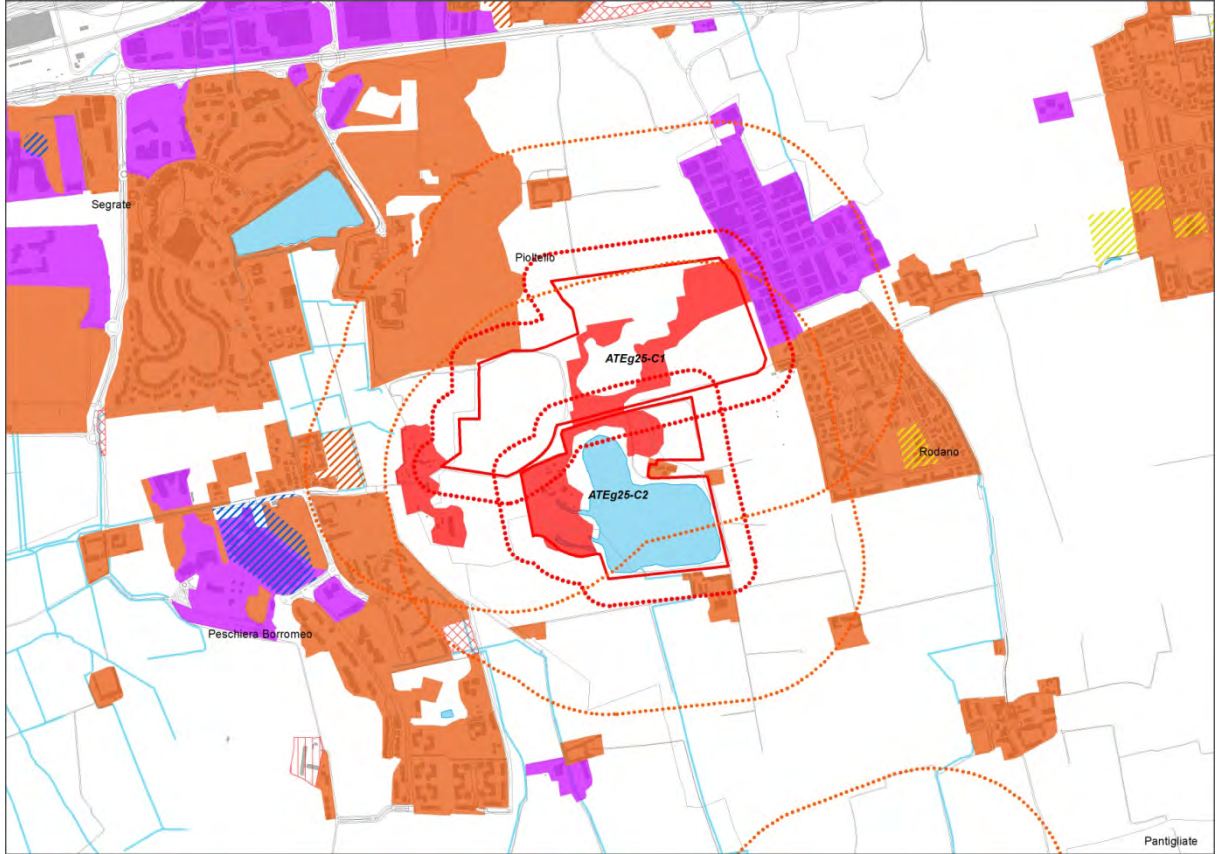 Segrate
Pioltello
ATEg25-C1
Rodano
ATEg25-C2
Peschiera Borromeo
Pantigliate